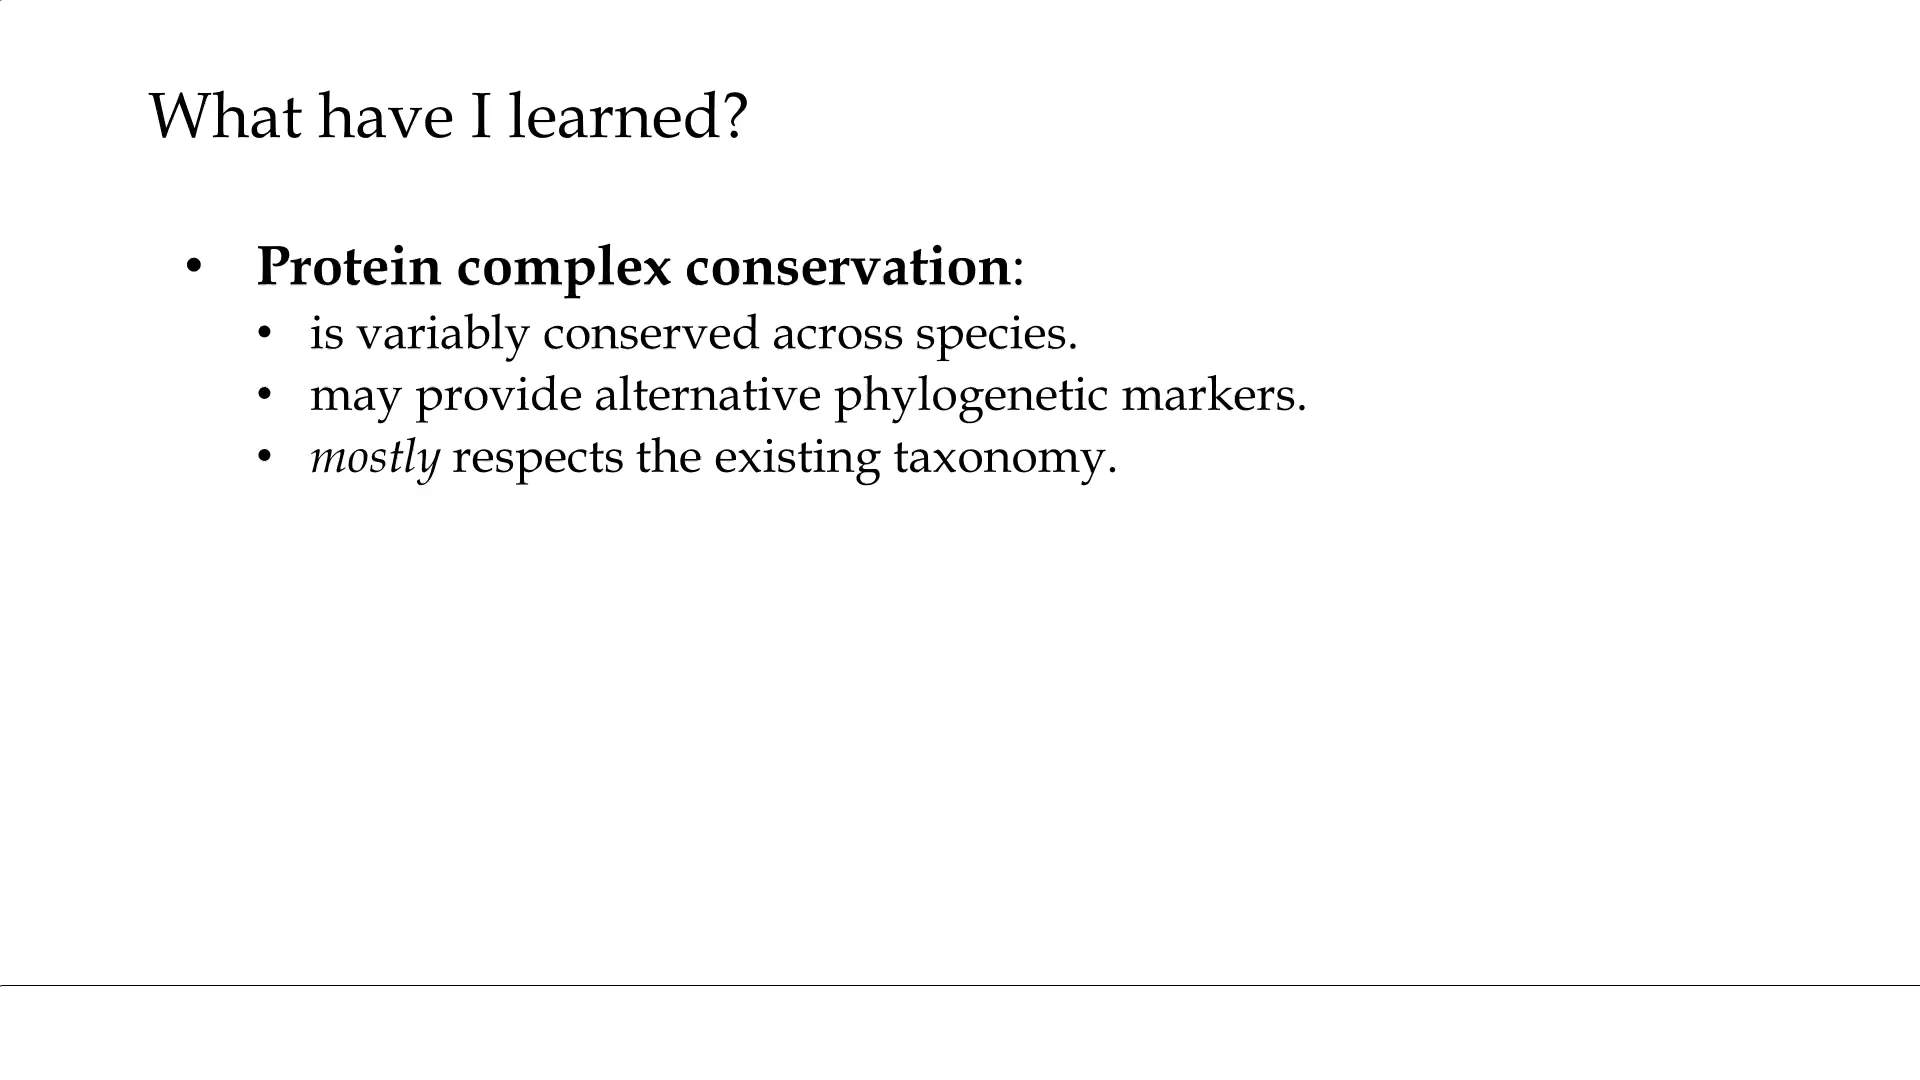 What have I learned?
• Protein complex conservation:
• is variably conserved across species.
• may provide alternative phylogenetic markers.
• mostly respects the existing taxonomy.